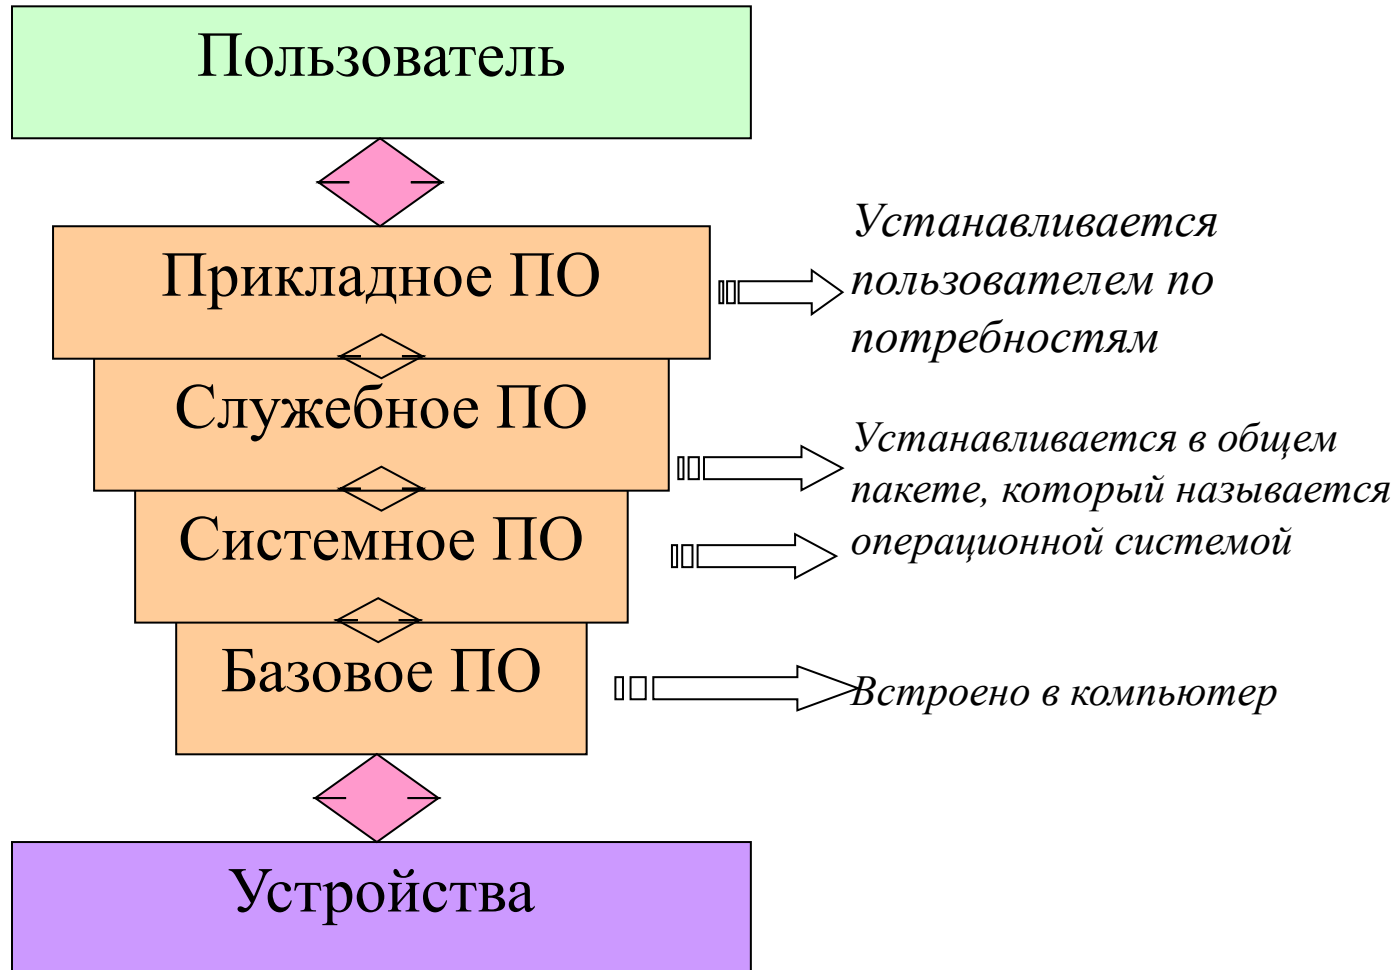 Пользователь
Прикладное ПО
Устанавливается
пользователем по
потребностям
Служебное ПО
Системное ПО
Устанавливается в общем
пакете, который называется
операционной системой
Базовое ПО
Встроено в компьютер
Устройства